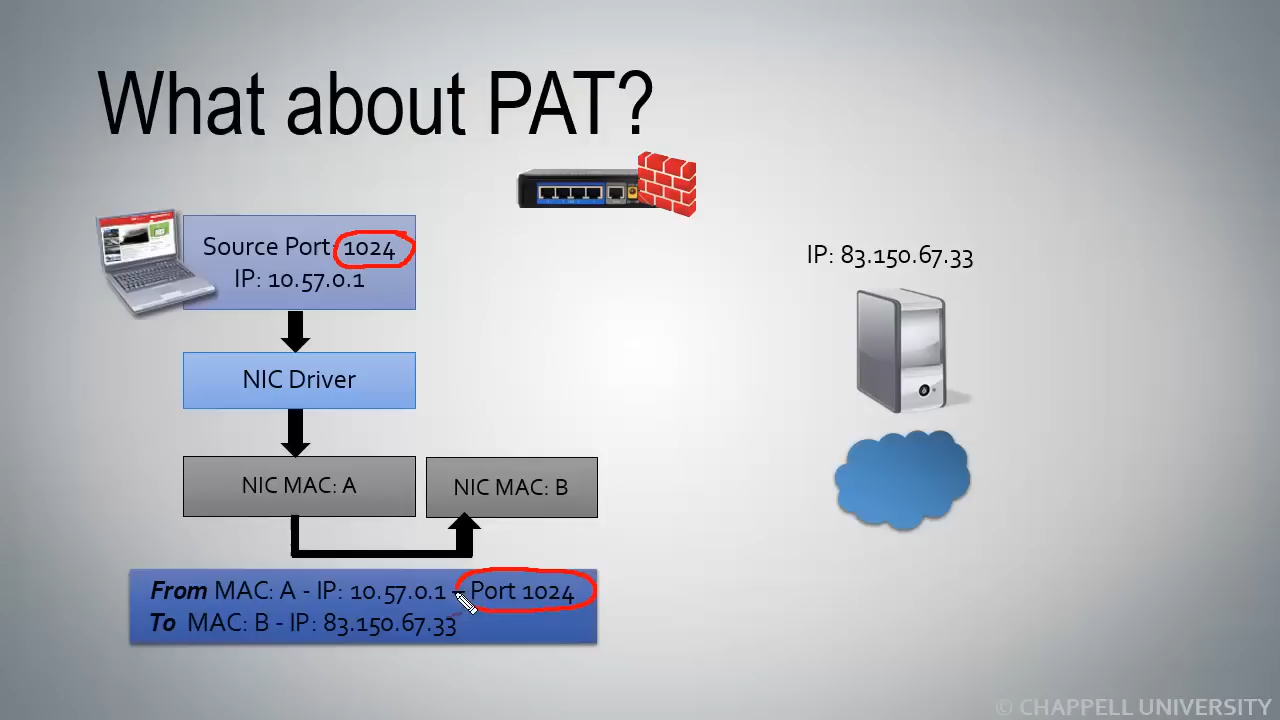 What about PAT?
Source Port 1024
IP: 10.57.0.1
IP: 83.150.67.33
NIC Driver
NIC MAC: A
NIC MAC: B
From MAC: A - IP: 10.57.0.1 - Port 1024
To MAC: B - IP: 83.150.67.33
© CHAPPELL UNIVERSITY